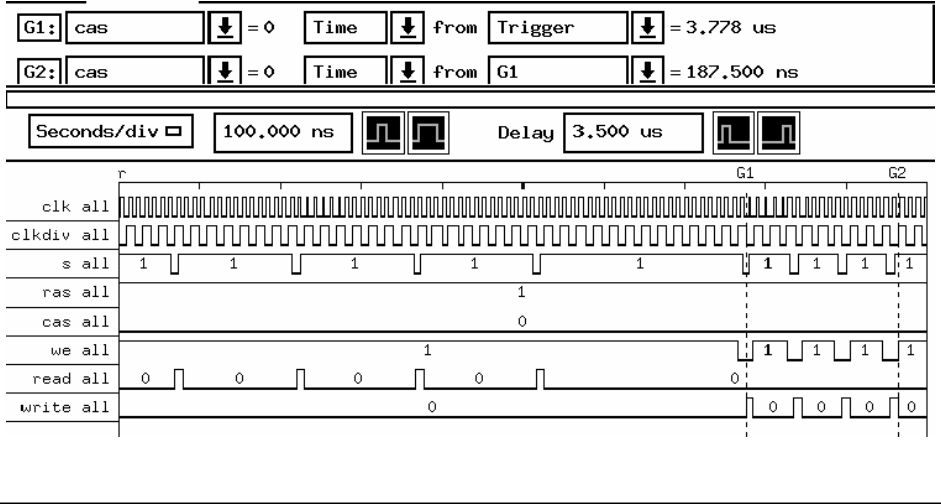 G1: cas = 0 Time from Trigger = 3.778 us
G2: cas = 0 Time from G1 = 187.500 ns
Seconds/div 100.000 ns Delay 3.500 us
r G1 G2
clk all
clkdiv all
s all 1 1 1 1 1 1 1 1 1
ras all 1
cas all 0
we all 1 1 1 1 1
read all 0 0 0 0 0
write all 0 0 0 0 0